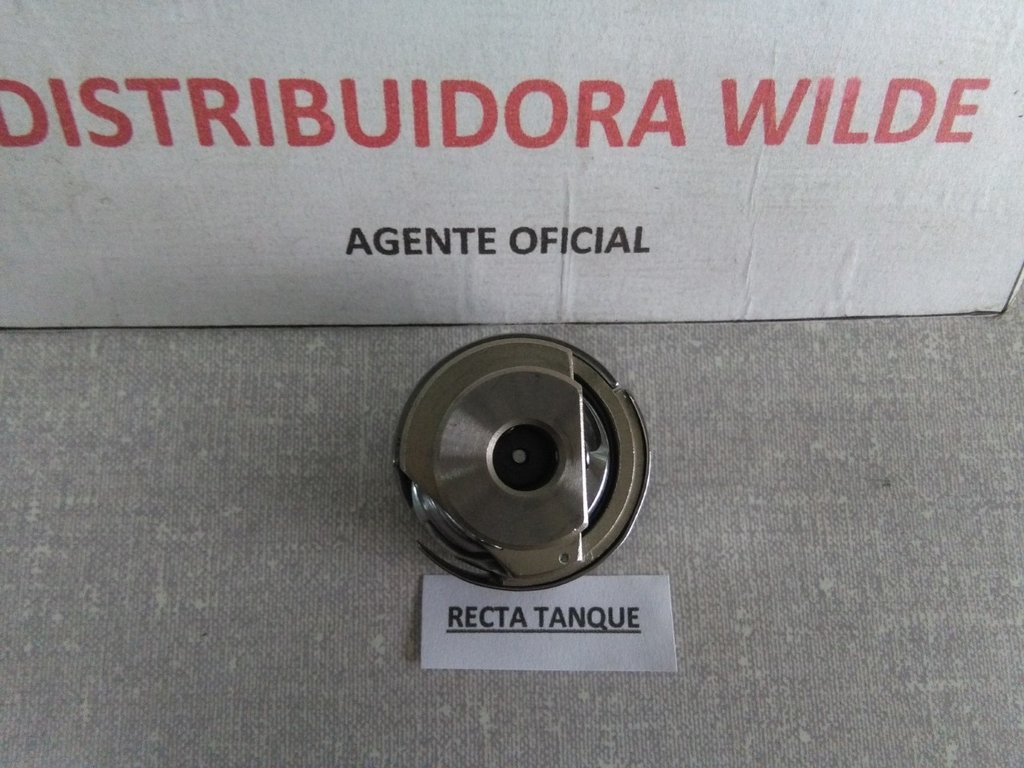 DISTRIBUIDORA WILDE
AGENTE OFICIAL
RECTA TANQUE